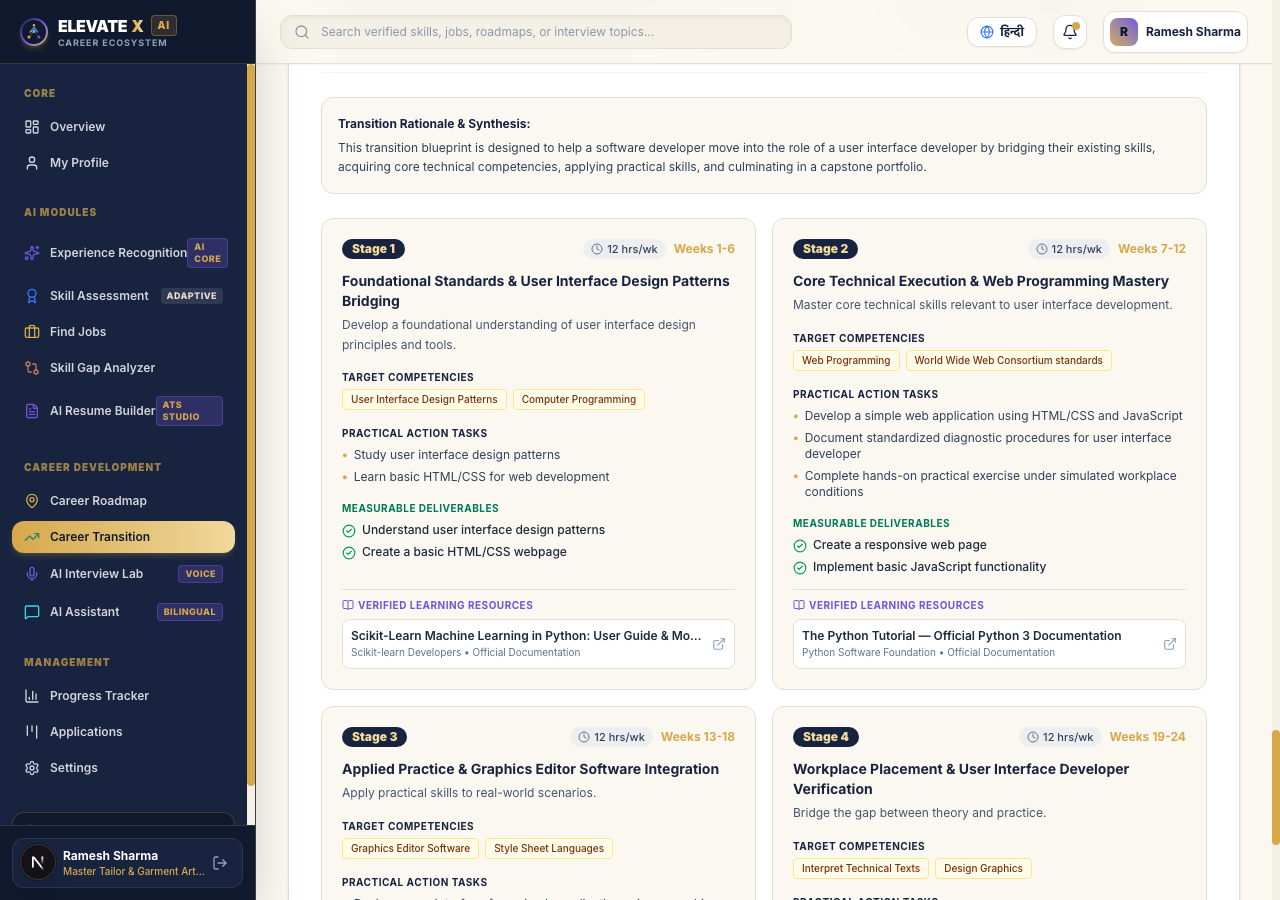 ELEVATE X AI
CAREER ECOSYSTEM
Search verified skills, jobs, roadmaps, or interview topics...
हिन्दी
R
Ramesh Sharma
CORE
Overview
My Profile
AI MODULES
Experience Recognition AI CORE
Skill Assessment ADAPTIVE
Find Jobs
Skill Gap Analyzer
AI Resume Builder ATS STUDIO
CAREER DEVELOPMENT
Career Roadmap
Career Transition
AI Interview Lab VOICE
AI Assistant BILINGUAL
MANAGEMENT
Progress Tracker
Applications
Settings
N
Ramesh Sharma
Master Tailor & Garment Art...
Transition Rationale & Synthesis:
This transition blueprint is designed to help a software developer move into the role of a user interface developer by bridging their existing skills,
acquiring core technical competencies, applying practical skills, and culminating in a capstone portfolio.
Stage 1 12 hrs/wk Weeks 1-6
Foundational Standards & User Interface Design Patterns
Bridging
Develop a foundational understanding of user interface design
principles and tools.
TARGET COMPETENCIES
User Interface Design Patterns Computer Programming
PRACTICAL ACTION TASKS
• Study user interface design patterns
• Learn basic HTML/CSS for web development
MEASURABLE DELIVERABLES
Understand user interface design patterns
Create a basic HTML/CSS webpage
VERIFIED LEARNING RESOURCES
Scikit-Learn Machine Learning in Python: User Guide & Mo...
Scikit-learn Developers • Official Documentation
Stage 2 12 hrs/wk Weeks 7-12
Core Technical Execution & Web Programming Mastery
Master core technical skills relevant to user interface development.
TARGET COMPETENCIES
Web Programming World Wide Web Consortium standards
PRACTICAL ACTION TASKS
• Develop a simple web application using HTML/CSS and JavaScript
• Document standardized diagnostic procedures for user interface
developer
• Complete hands-on practical exercise under simulated workplace
conditions
MEASURABLE DELIVERABLES
Create a responsive web page
Implement basic JavaScript functionality
VERIFIED LEARNING RESOURCES
The Python Tutorial — Official Python 3 Documentation
Python Software Foundation • Official Documentation
Stage 3 12 hrs/wk Weeks 13-18
Applied Practice & Graphics Editor Software Integration
Apply practical skills to real-world scenarios.
TARGET COMPETENCIES
Graphics Editor Software Style Sheet Languages
PRACTICAL ACTION TASKS
Stage 4 12 hrs/wk Weeks 19-24
Workplace Placement & User Interface Developer
Verification
Bridge the gap between theory and practice.
TARGET COMPETENCIES
Interpret Technical Texts Design Graphics